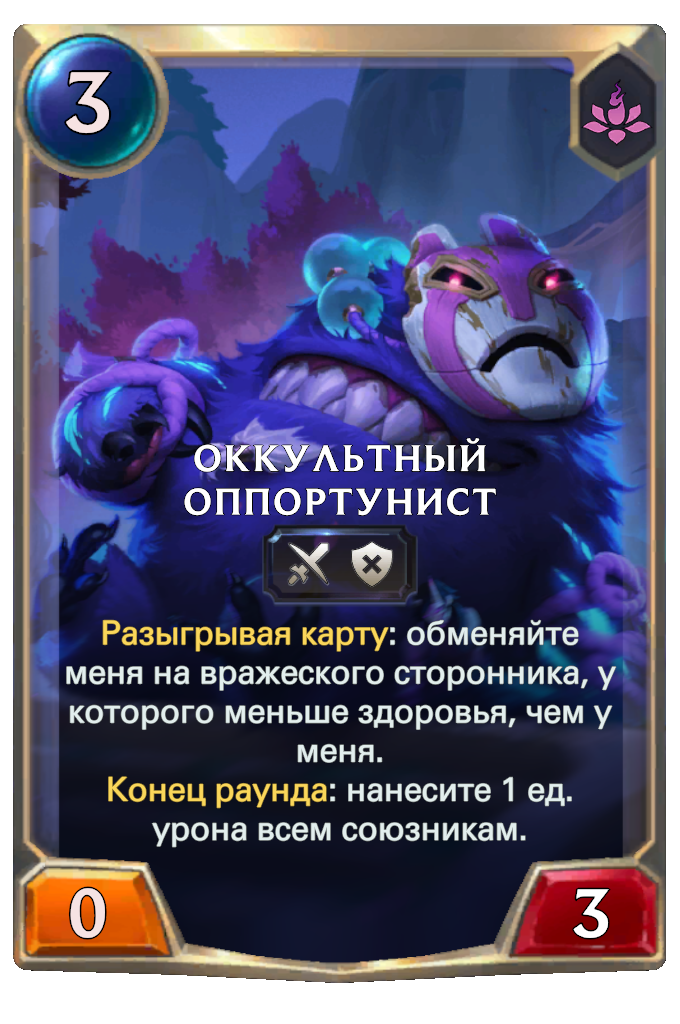 3
ОККУЛЬТНЫЙ
ОППОРТУНИСТ
Разыгрывая карту: обменяйте
меня на вражеского сторонника, у
которого меньше здоровья, чем у
меня.
Конец раунда: нанесите 1 ед.
урона всем союзникам.
0
3